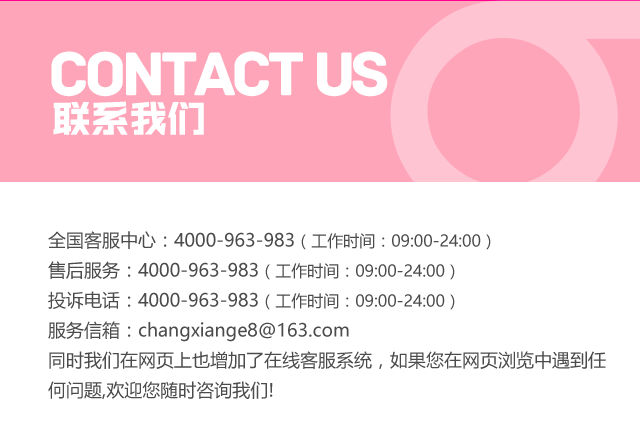 CONTACT US
联系我们
全国客服中心：4000-963-983（工作时间：09:00-24:00）
售后服务：4000-963-983（工作时间：09:00-24:00）
投诉电话：4000-963-983（工作时间：09:00-24:00）
服务信箱：changxiange8@163.com
同时我们在网页上也增加了在线客服系统，如果您在网页浏览中遇到任
何问题,欢迎您随时咨询我们!